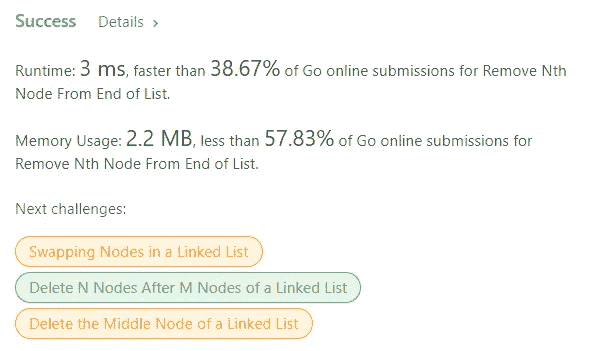 Success Details >
Runtime: 3 ms, faster than 38.67% of Go online submissions for Remove Nth
Node From End of List.
Memory Usage: 2.2 MB, less than 57.83% of Go online submissions for
Remove Nth Node From End of List.
Next challenges:
Swapping Nodes in a Linked List
Delete N Nodes After M Nodes of a Linked List
Delete the Middle Node of a Linked List